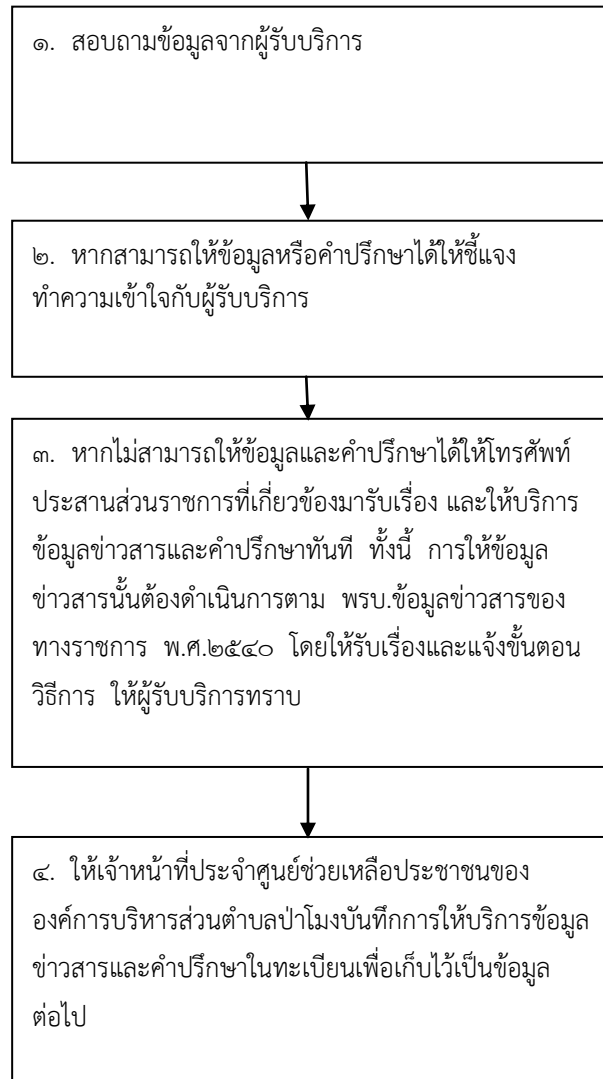 ๑. สอบถามข้อมูลจากผู้รับบริการ
๒. หากสามารถให้ข้อมูลหรือคำปรึกษาได้ให้ชี้แจง
ทำความเข้าใจกับผู้รับบริการ
๓. หากไม่สามารถให้ข้อมูลและคำปรึกษาได้ให้โทรศัพท์
ประสานส่วนราชการที่เกี่ยวข้องมารับเรื่อง และให้บริการ
ข้อมูลข่าวสารและคำปรึกษาทันที ทั้งนี้ การให้ข้อมูล
ข่าวสารนั้นต้องดำเนินการตาม พรบ.ข้อมูลข่าวสารของ
ทางราชการ พ.ศ.๒๕๔๐ โดยให้รับเรื่องและแจ้งขั้นตอน
วิธีการ ให้ผู้รับบริการทราบ
๔. ให้เจ้าหน้าที่ประจำศูนย์ช่วยเหลือประชาชนของ
องค์การบริหารส่วนตำบลป่าโมงบันทึกการให้บริการข้อมูล
ข่าวสารและคำปรึกษาในทะเบียนเพื่อเก็บไว้เป็นข้อมูล
ต่อไป